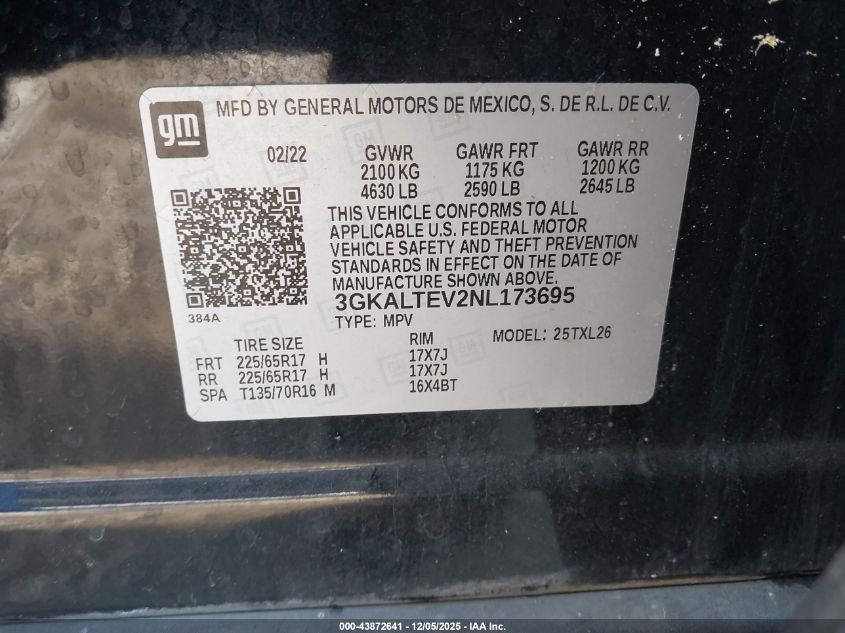 gm
MFD BY GENERAL MOTORS DE MEXICO, S. DE R.L. DE C.V.
02/22 GVWR GAWR FRT GAWR RR
2100 KG 1175 KG 1200 KG
4630 LB 2590 LB 2645 LB
THIS VEHICLE CONFORMS TO ALL
APPLICABLE U.S. FEDERAL MOTOR
VEHICLE SAFETY AND THEFT PREVENTION
STANDARDS IN EFFECT ON THE DATE OF
MANUFACTURE SHOWN ABOVE.
384A
3GKALTEV2NL173695
TYPE: MPV
TIRE SIZE RIM MODEL: 25TXL26
FRT 225/65R17 H 17X7J
RR 225/65R17 H 17X7J
SPA T135/70R16 M 16X4BT
000-43872641 - 12/05/2025 - IAA Inc.